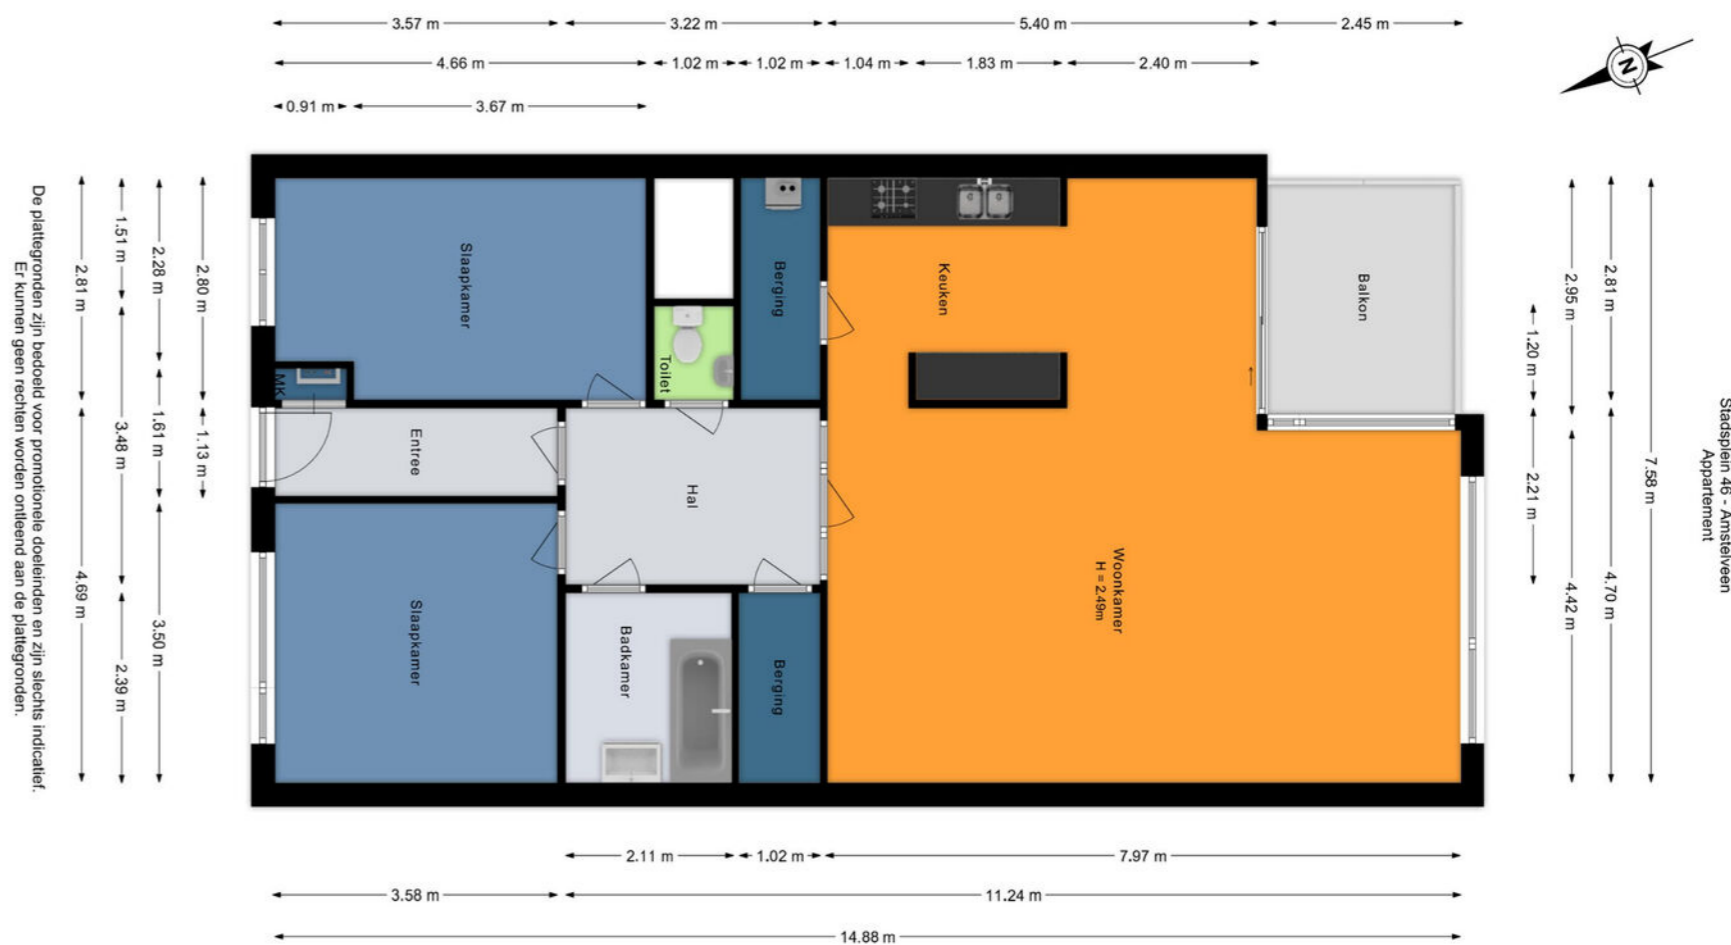 3.57 m
3.22 m
5.40 m
2.45 m
4.66 m
1.02 m
1.02 m
1.04 m
1.83 m
2.40 m
0.91 m
3.67 m
N
De plattegronden zijn bedoeld voor promotionele doeleinden en zijn slechts indicatief.
Er kunnen geen rechten worden ontleend aan de plattegronden.
2.81 m
4.69 m
1.51 m
3.48 m
2.39 m
2.28 m
1.61 m
3.50 m
2.80 m
1.13 m
Slaapkamer
MK
Toilet
Berging
Keuken
Balkon
Entree
Hal
Slaapkamer
Badkamer
Berging
Woonkamer
H = 2.49m
1.20 m
2.21 m
2.95 m
4.42 m
2.81 m
4.70 m
7.58 m
Stadsplein 46 - Amstelveen
Appartement
2.11 m
1.02 m
7.97 m
3.58 m
11.24 m
14.88 m